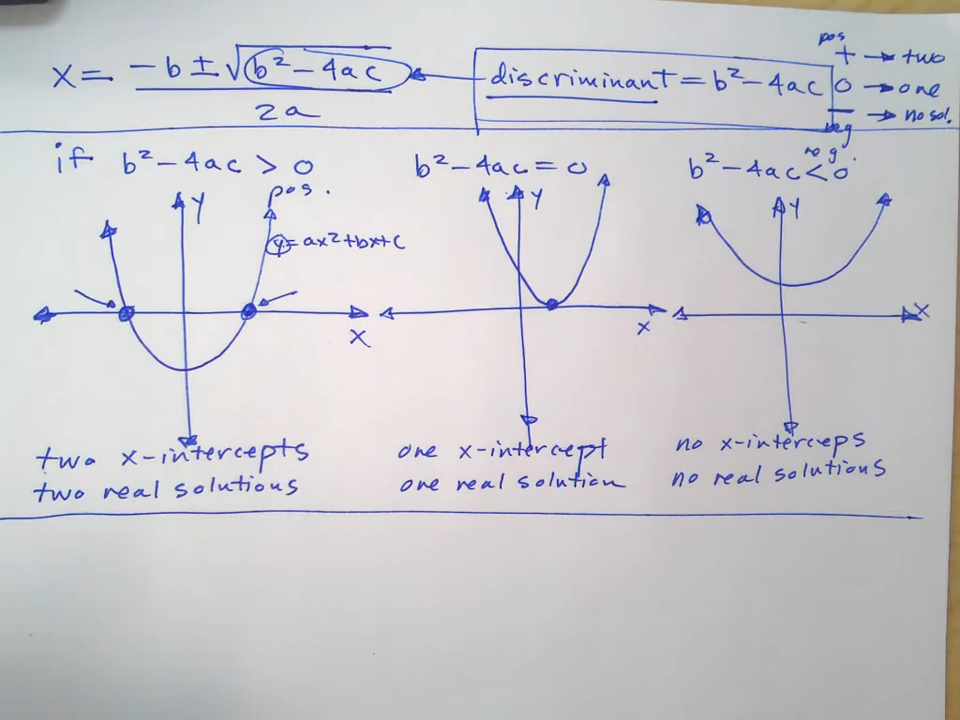 x = -b ± √b² - 4ac / 2a
discriminant = b² - 4ac
pos
+ → two
0 → one
- → no sol.
neg
if b² - 4ac > 0
pos.
b² - 4ac = 0
neg.
b² - 4ac < 0
y
y = ax² + bx + c
x
y
x
y
x
two x-intercepts
two real solutions
one x-intercept
one real solution
no x-interceps
no real solutions